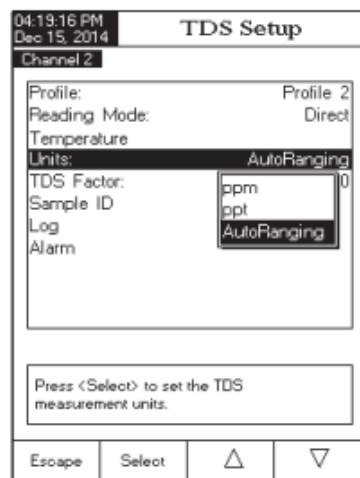 04:19:16 PM
Dec 15, 2014
TDS Setup
Channel 2
Profile: Profile 2
Reading Mode: Direct
Temperature
Units: AutoRanging
TDS Factor: 0
Sample ID
Log
Alarm
ppm
ppt
AutoRanging
Press <Select> to set the TDS
measurement units.
Escape Select △ ▽